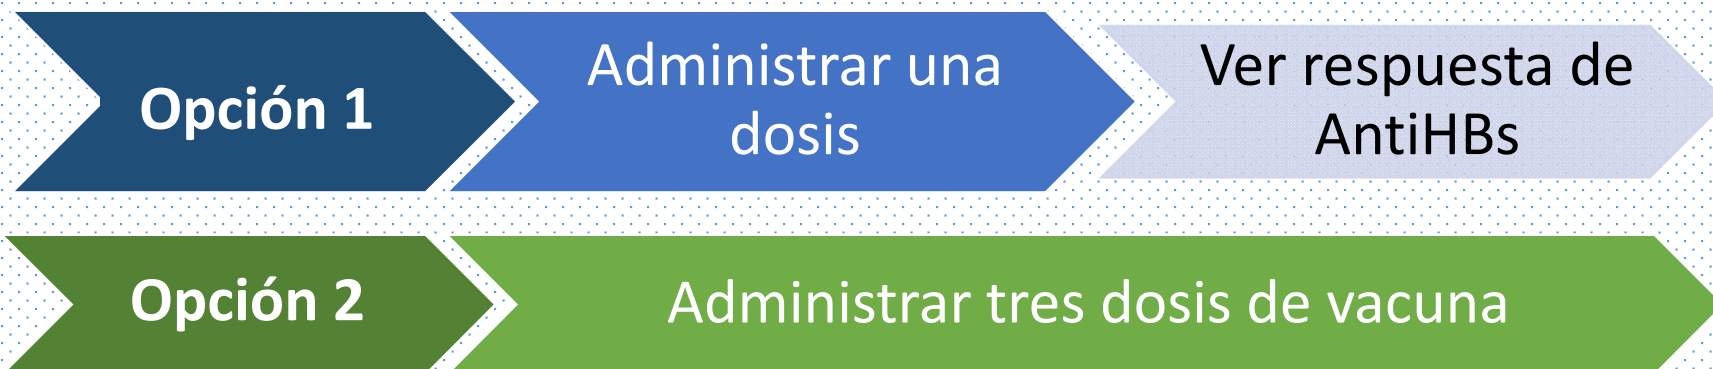 Opción 1
Administrar una
dosis
Ver respuesta de
AntiHBs
Opción 2
Administrar tres dosis de vacuna